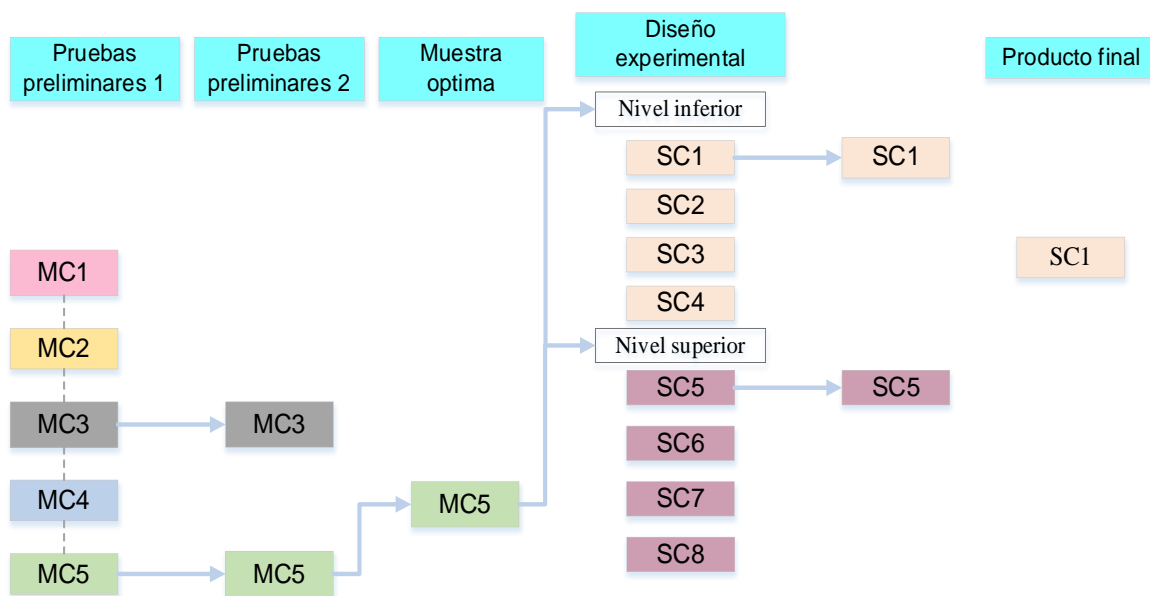 Pruebas
preliminares 1
Pruebas
preliminares 2
Muestra
optima
Diseño
experimental
Producto final
Nivel inferior
SC1
SC1
SC2
SC3
SC1
SC4
MC1
MC2
Nivel superior
SC5
SC5
MC3
MC3
SC6
MC4
MC5
SC7
SC8
MC5
MC5